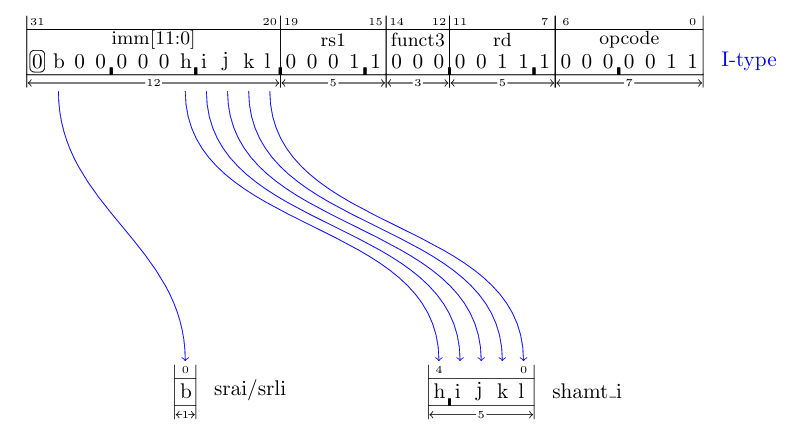 31 20 19 15 14 12 11 7 6 0
imm[11:0] rs1 funct3 rd opcode
0 b 0 0 0 0 0 h i j k l 0 0 0 1 1 0 0 0 0 0 1 1 1 0 0 0 0 0 1 1 I-type
12 5 3 5 7
0 4 0
b srai/srli h i j k l shamt_i
1 5